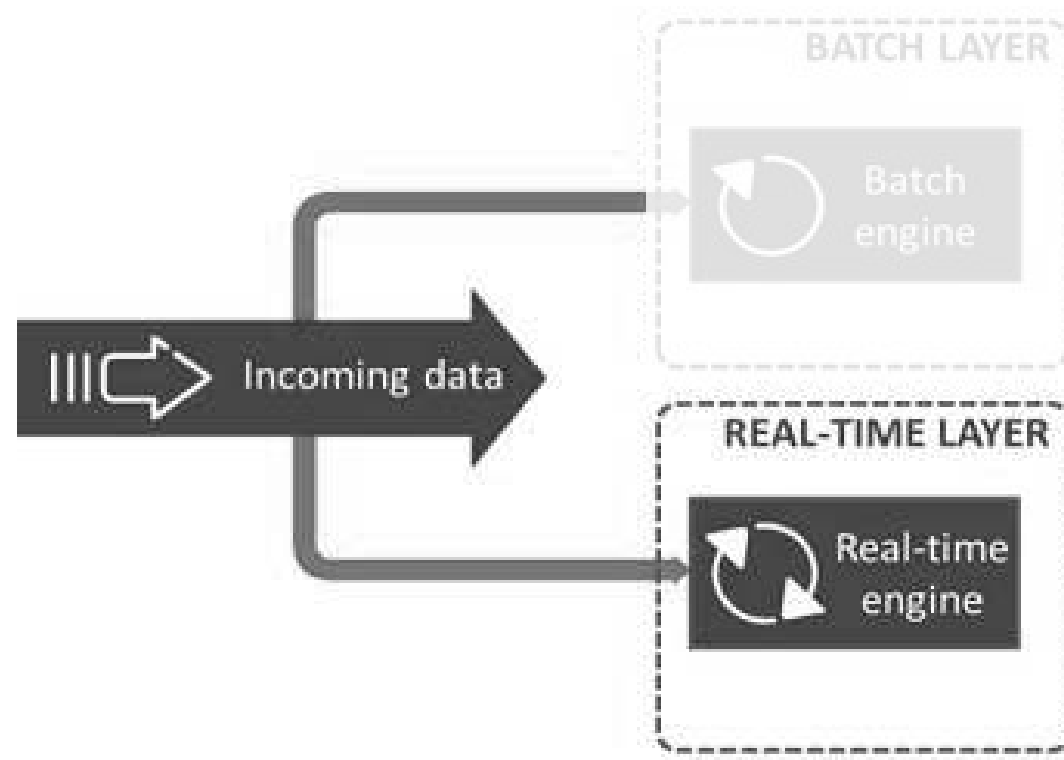 BATCH LAYER
Batch
engine
Incoming data
REAL-TIME LAYER
Real-time
engine